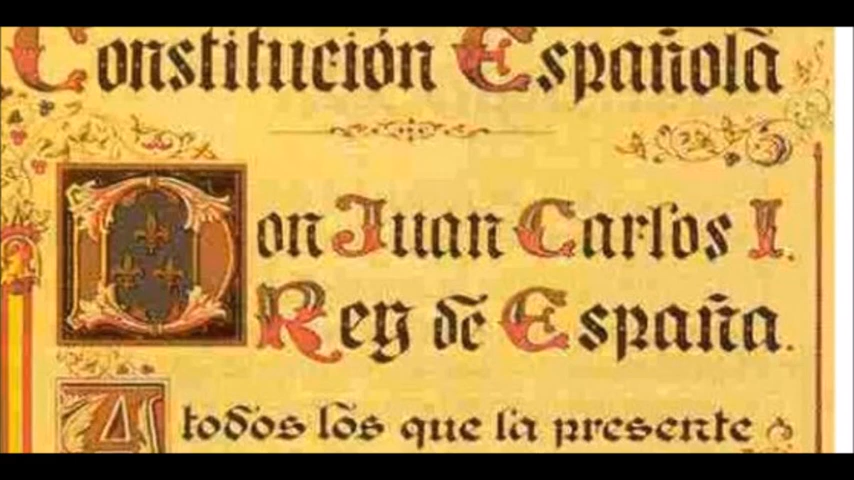 Constitución Española
Don Juan Carlos I.
Rey de España.
A todos los que la presente